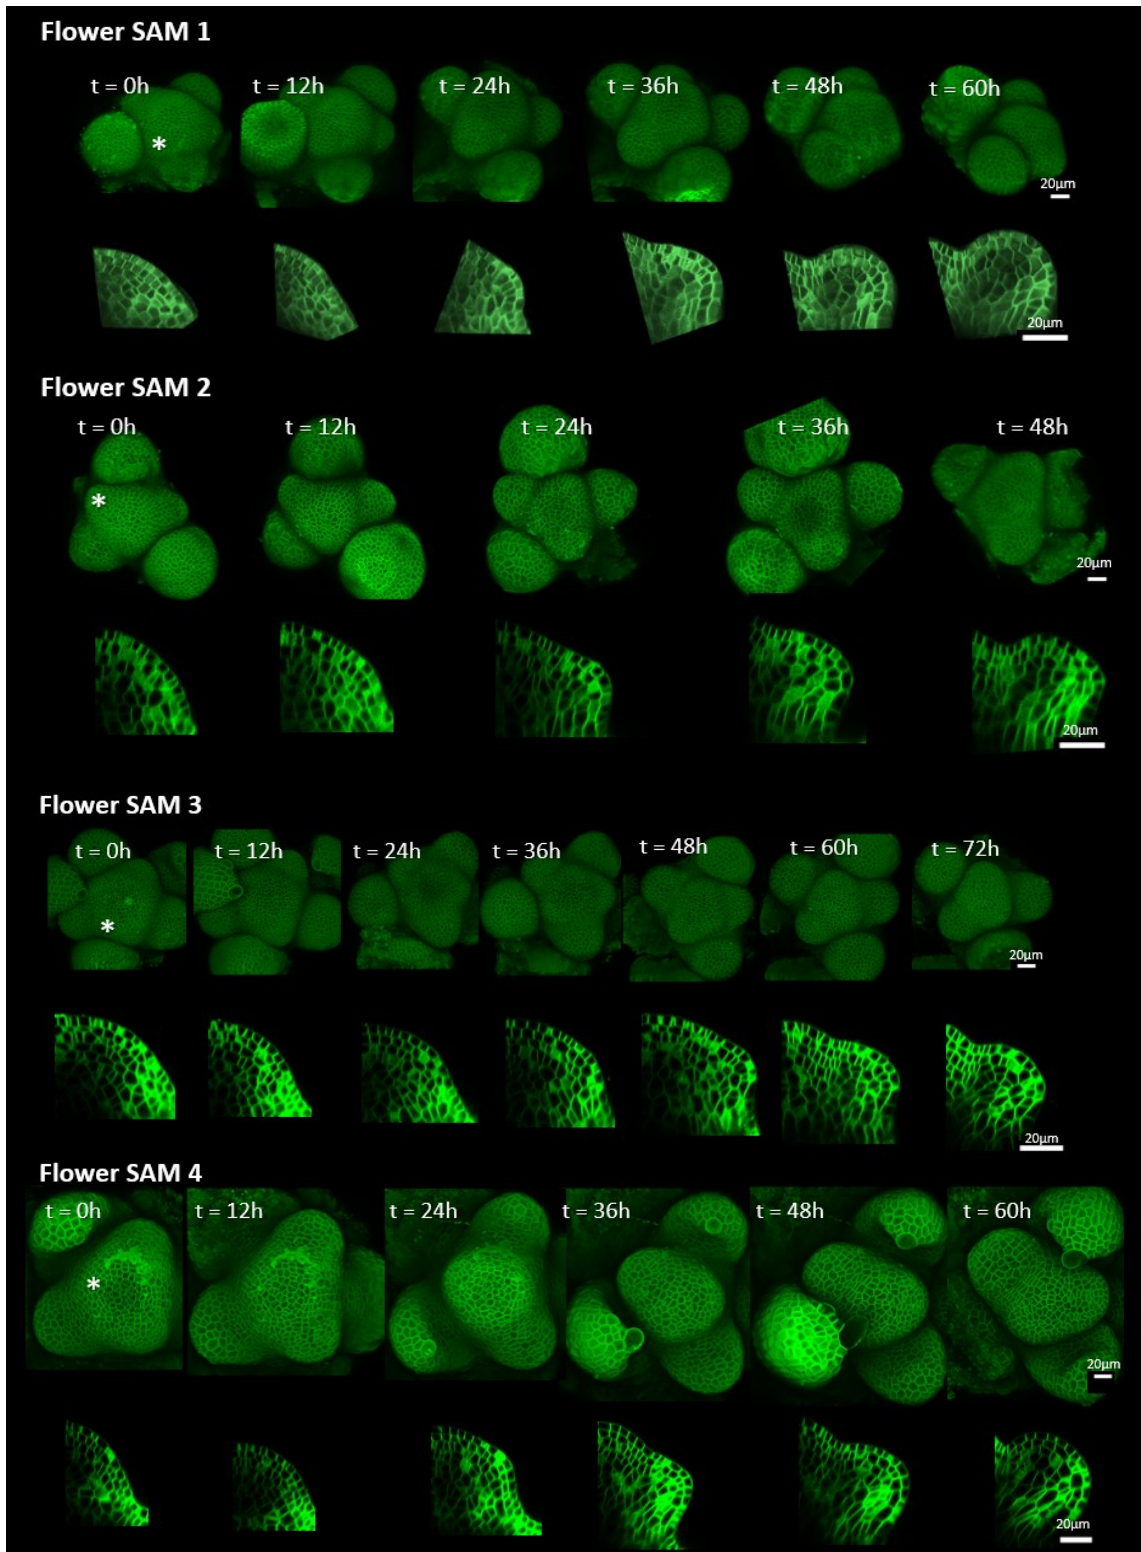 Flower SAM 1
t = 0h t = 12h t = 24h t = 36h t = 48h t = 60h
*
20μm
20μm
Flower SAM 2
t = 0h t = 12h t = 24h t = 36h t = 48h
*
20μm
20μm
Flower SAM 3
t = 0h t = 12h t = 24h t = 36h t = 48h t = 60h t = 72h
*
20μm
20μm
Flower SAM 4
t = 0h t = 12h t = 24h t = 36h t = 48h t = 60h
*
20μm
20μm